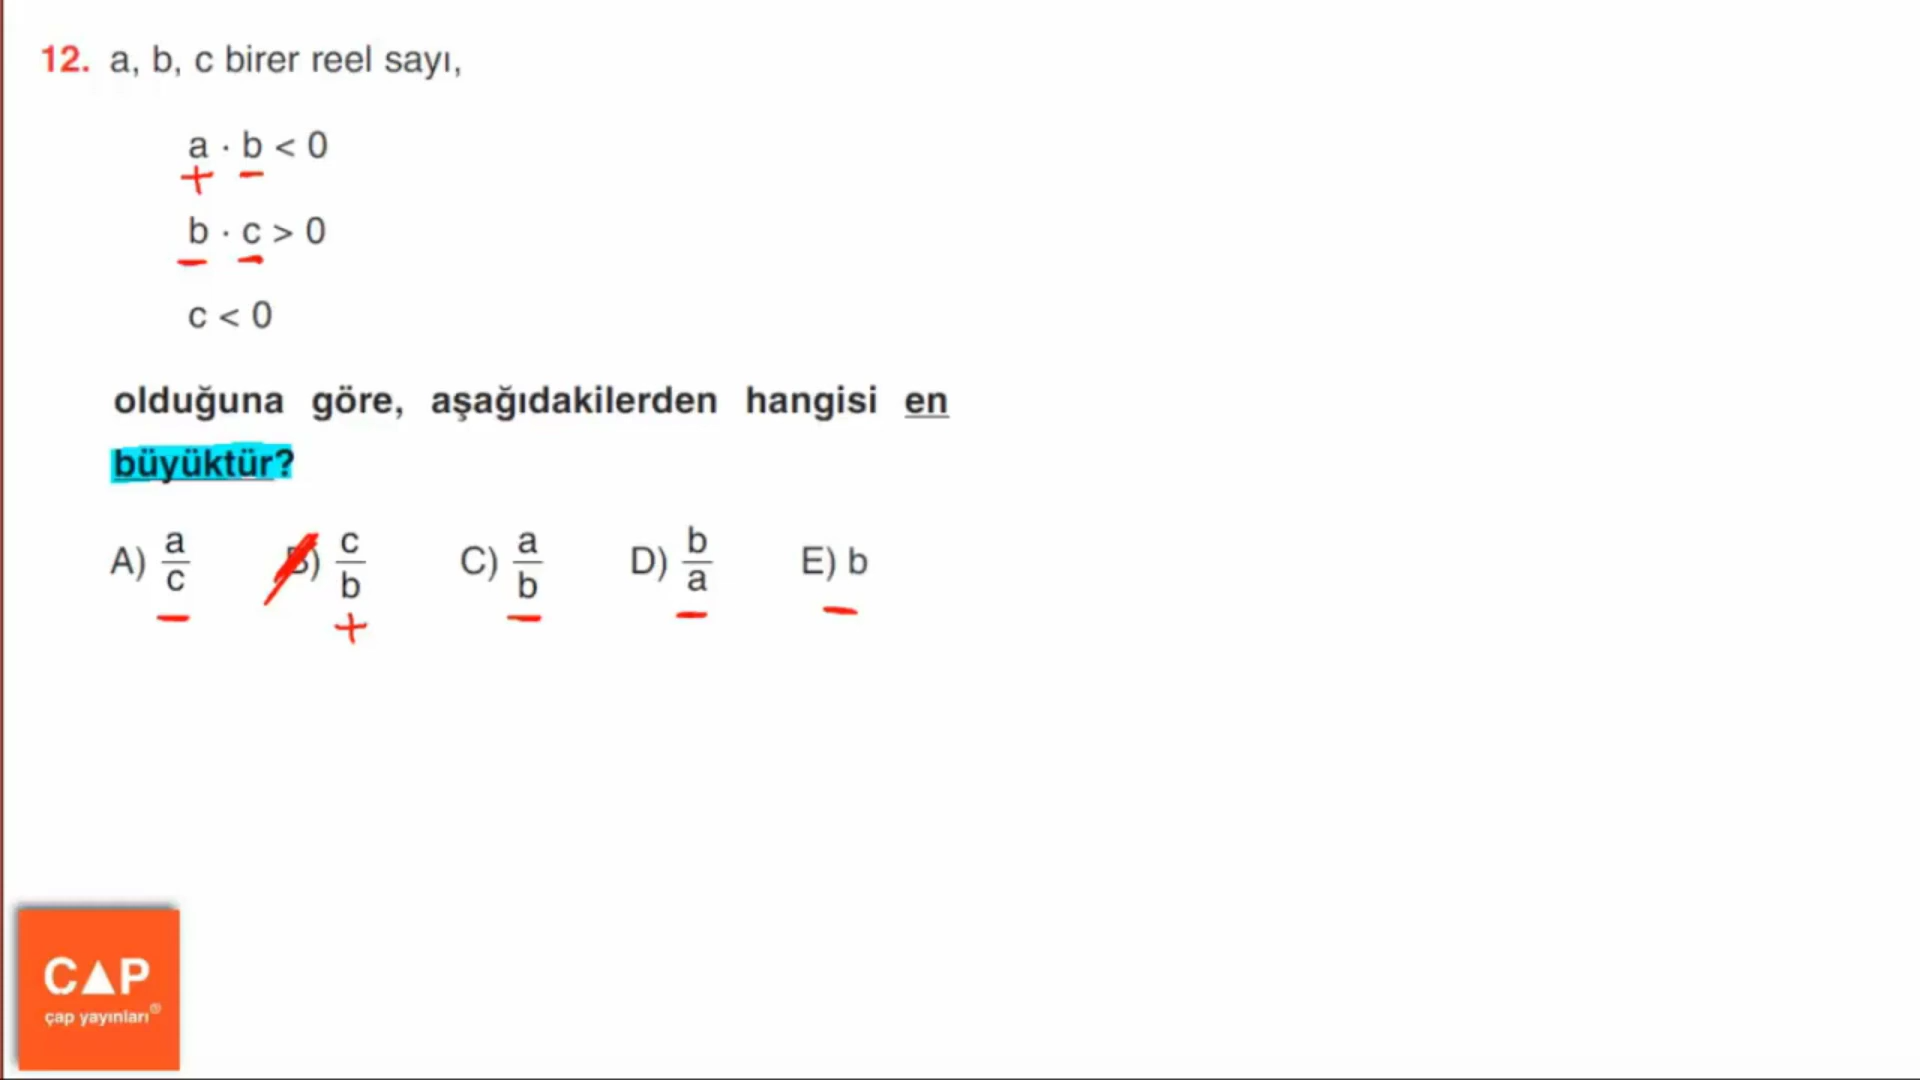 12. a, b, c birer reel sayı,
a · b < 0
+ −
b · c > 0
− −
c < 0
olduğuna göre, aşağıdakilerden hangisi en
büyüktür?
A) a/c B) c/b C) a/b D) b/a E) b
− + − − −
CAP
çap yayınları®